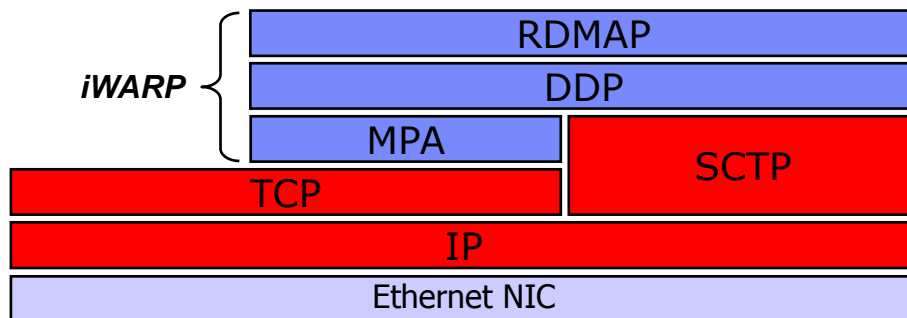 RDMAP
iWARP
DDP
MPA
SCTP
TCP
IP
Ethernet NIC